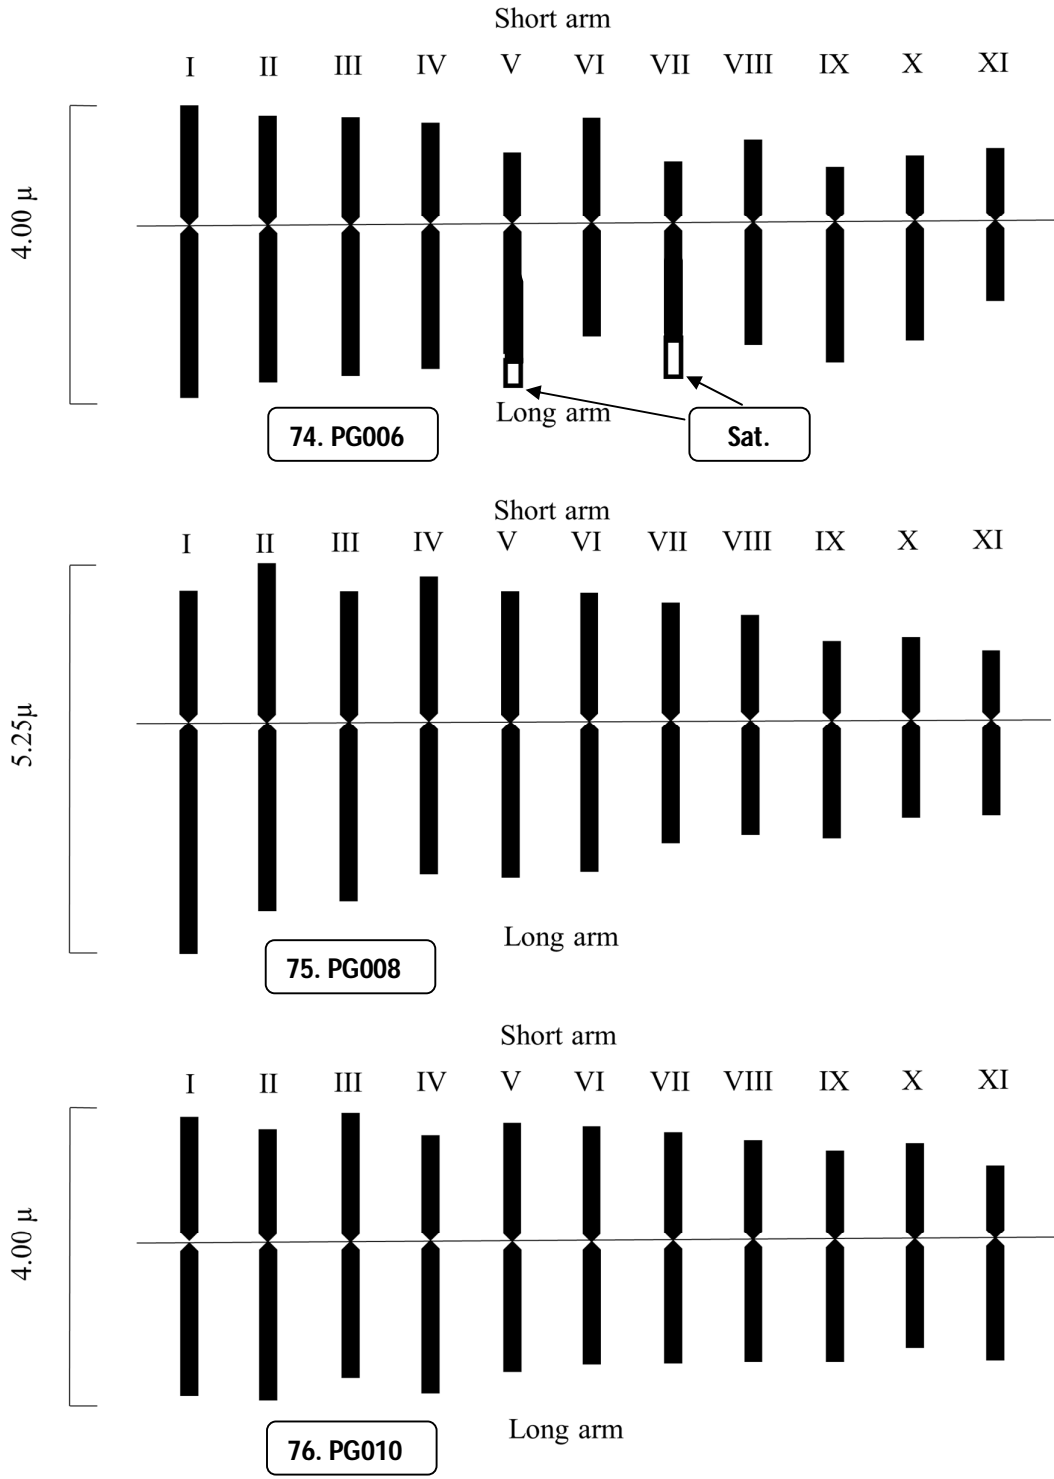 Short arm
I II III IV V VI VII VIII IX X XI
4.00 µ
Long arm
74. PG006
Sat.
Short arm
I II III IV V VI VII VIII IX X XI
5.25µ
Long arm
75. PG008
Short arm
I II III IV V VI VII VIII IX X XI
4.00 µ
Long arm
76. PG010